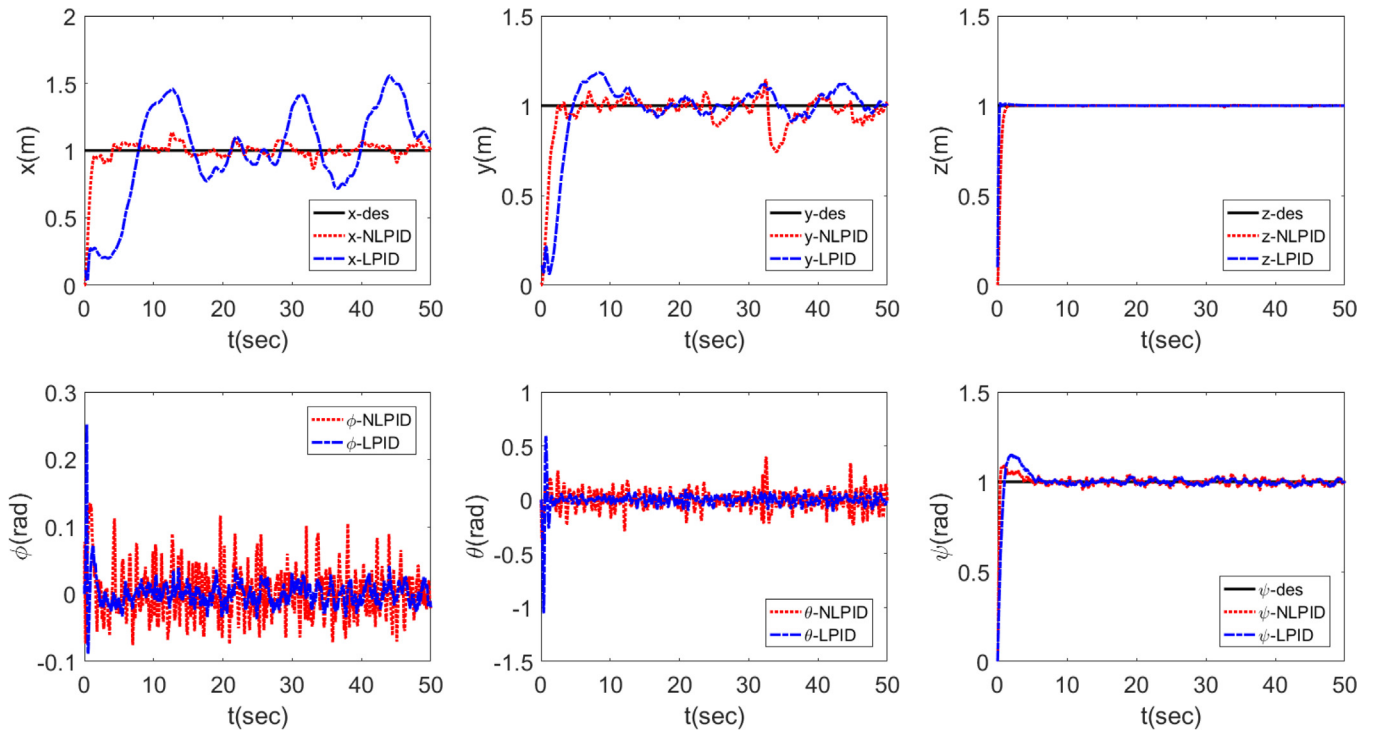 2
1.5
1
0.5
0
x(m)
x-des
x-NLPID
x-LPID
0 10 20 30 40 50
t(sec)
1.5
1
0.5
0
y(m)
y-des
y-NLPID
y-LPID
0 10 20 30 40 50
t(sec)
1.5
1
0.5
0
z(m)
z-des
z-NLPID
z-LPID
0 10 20 30 40 50
t(sec)
0.3
0.2
0.1
0
-0.1
ϕ(rad)
ϕ-NLPID
ϕ-LPID
0 10 20 30 40 50
t(sec)
1
0.5
0
-0.5
-1
-1.5
θ(rad)
θ-NLPID
θ-LPID
0 10 20 30 40 50
t(sec)
1.5
1
0.5
0
ψ(rad)
ψ-des
ψ-NLPID
ψ-LPID
0 10 20 30 40 50
t(sec)